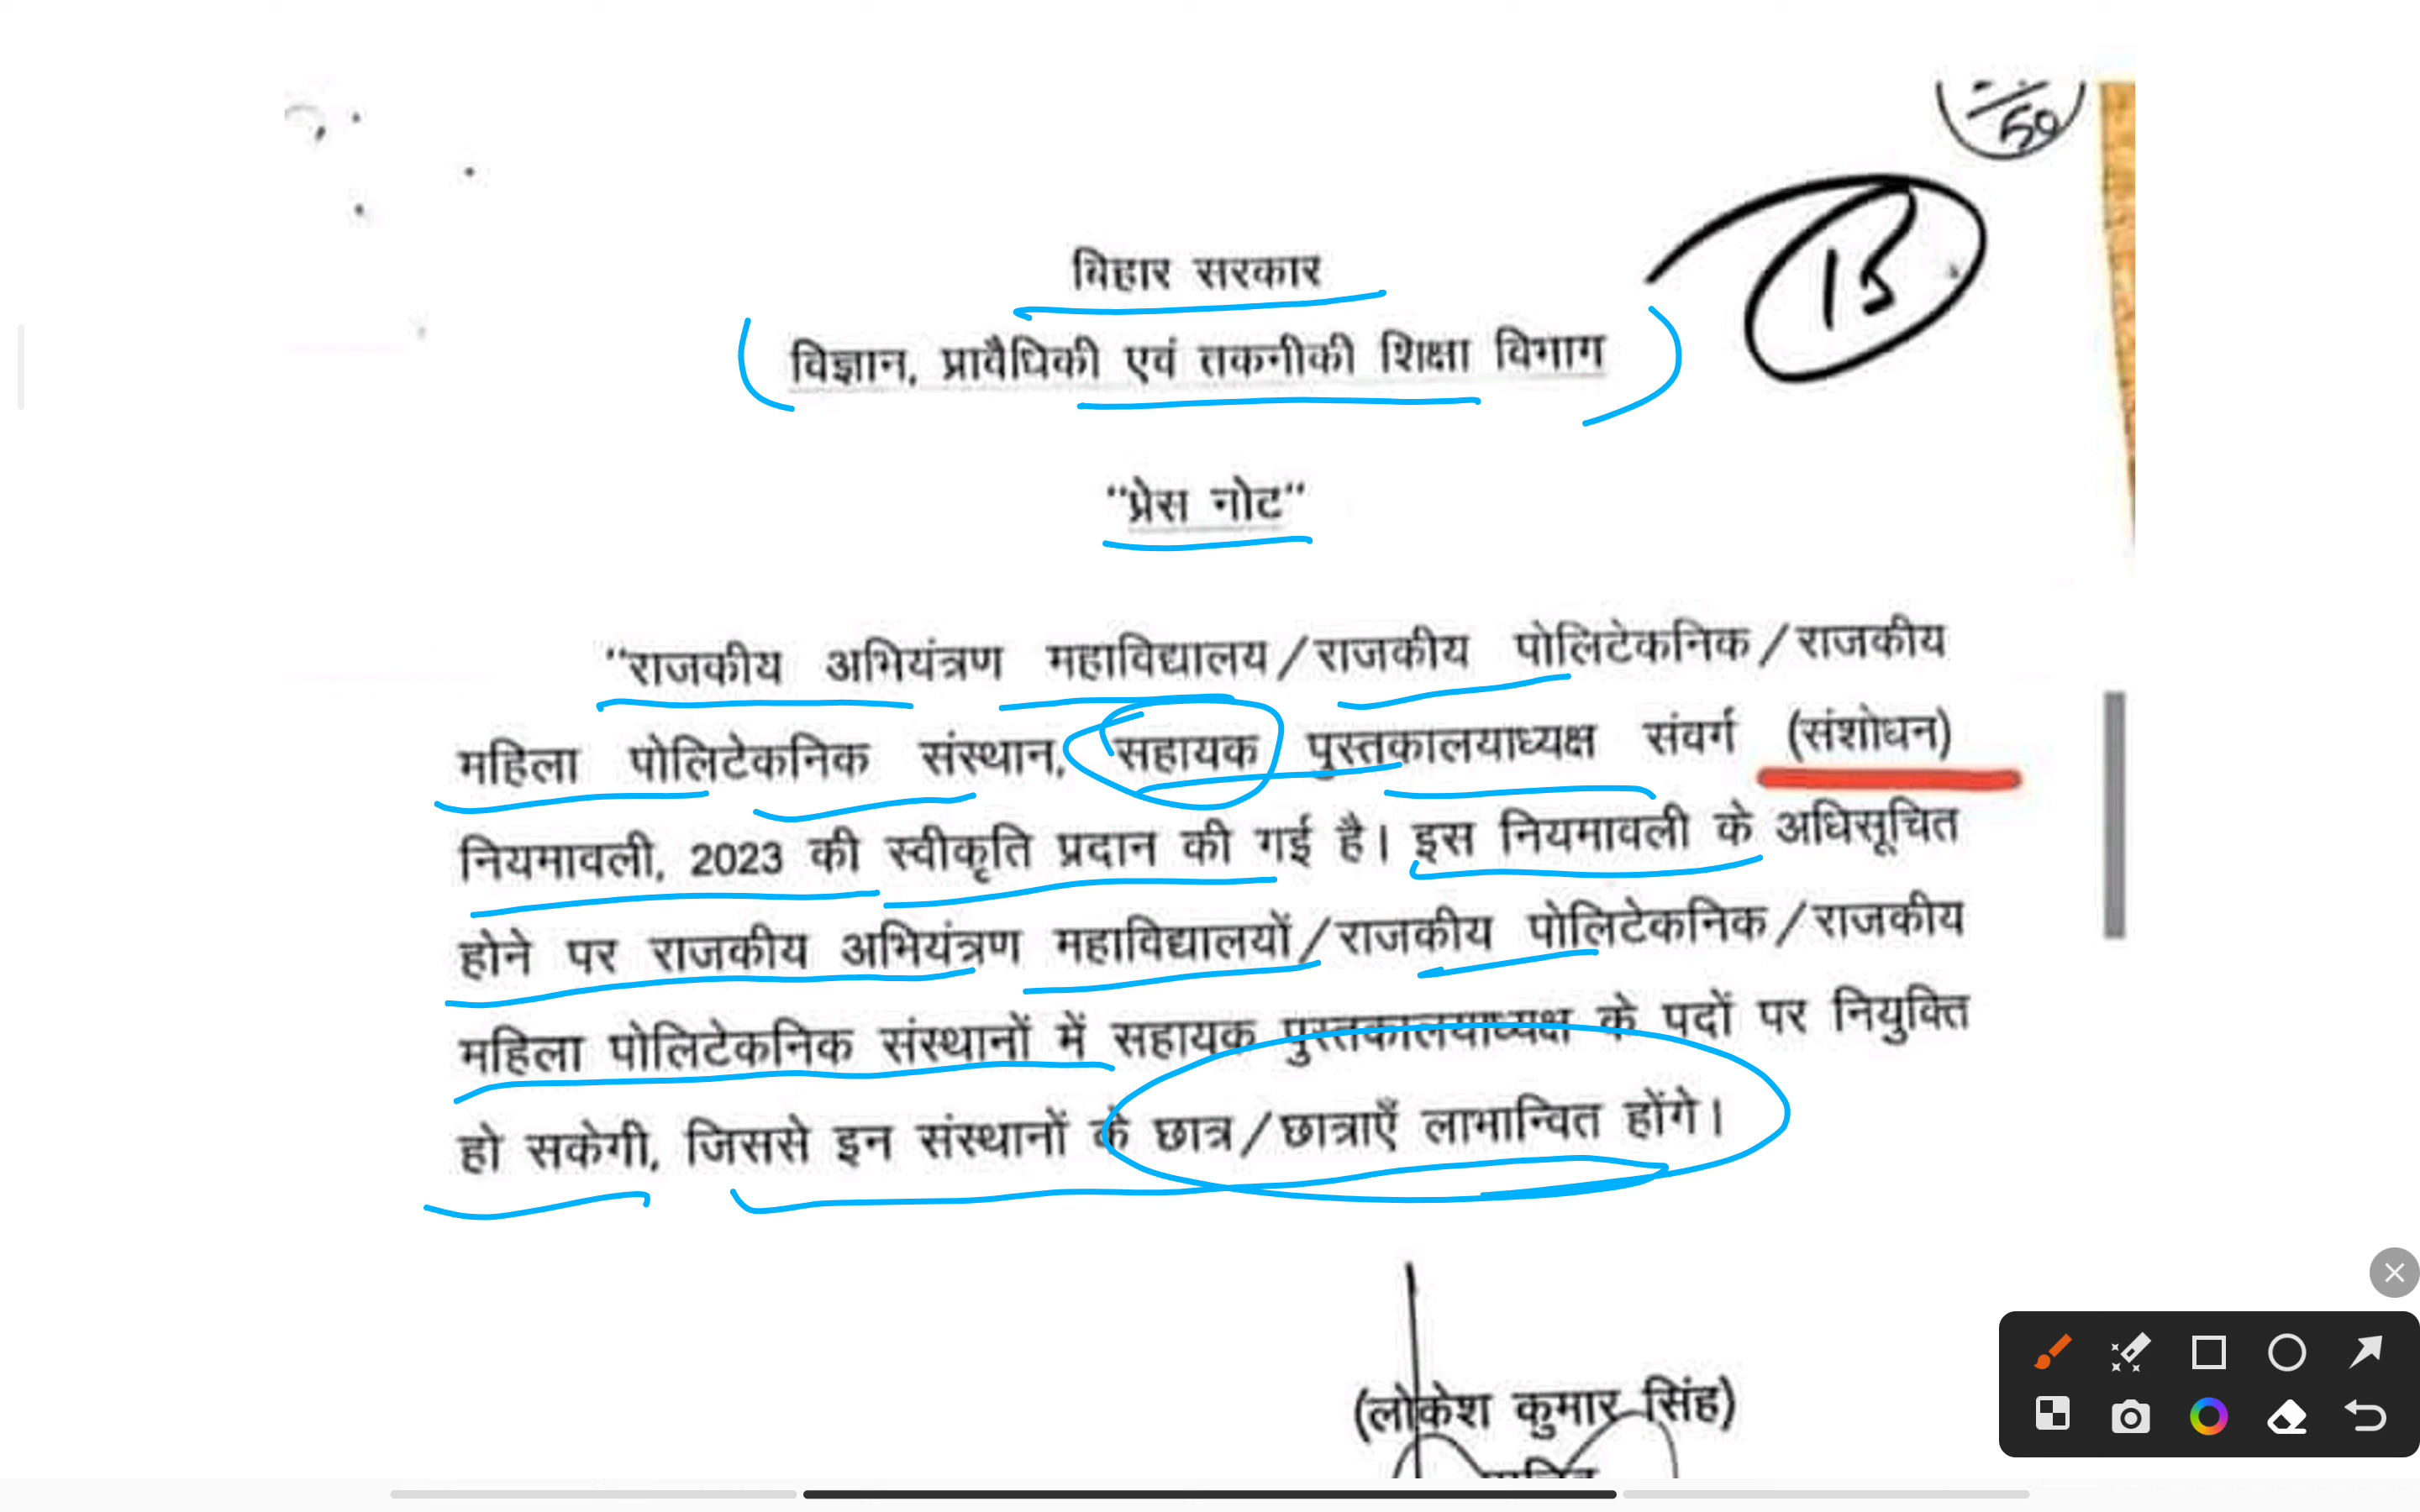 50
13
बिहार सरकार
विज्ञान, प्रावैधिकी एवं तकनीकी शिक्षा विभाग
"प्रेस नोट"
"राजकीय अभियंत्रण महाविद्यालय/राजकीय पोलिटेकनिक/राजकीय
महिला पोलिटेकनिक संस्थान, सहायक पुस्तकालयाध्यक्ष संवर्ग (संशोधन)
नियमावली, 2023 की स्वीकृति प्रदान की गई है। इस नियमावली के अधिसूचित
होने पर राजकीय अभियंत्रण महाविद्यालयों/राजकीय पोलिटेकनिक/राजकीय
महिला पोलिटेकनिक संस्थानों में सहायक पुस्तकालयाध्यक्ष के पदों पर नियुक्ति
हो सकेगी, जिससे इन संस्थानों के छात्र/छात्राएँ लाभान्वित होंगे।
(लोकेश कुमार सिंह)